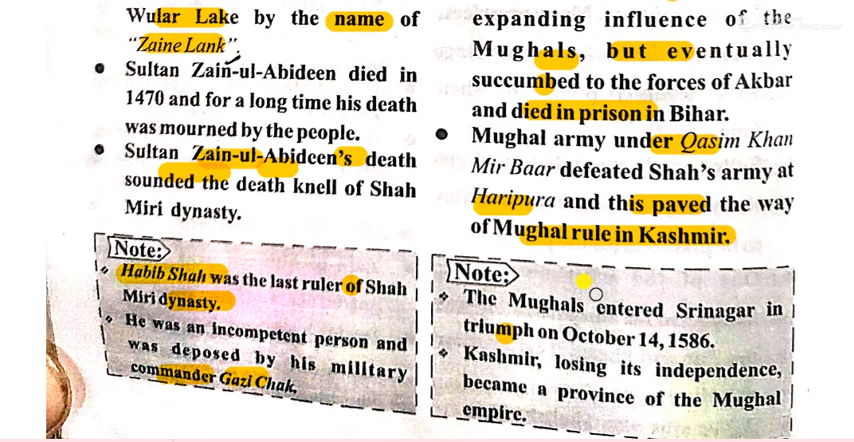 Wular Lake by the name of
“Zaine Lank”.
• Sultan Zain-ul-Abideen died in
1470 and for a long time his death
was mourned by the people.
• Sultan Zain-ul-Abideen’s death
sounded the death knell of Shah
Miri dynasty.
Note:
Habib Shah was the last ruler of Shah
Miri dynasty.
He was an incompetent person and
was deposed by his military
commander Gazi Chak.
expanding influence of the
Mughals, but eventually
succumbed to the forces of Akbar
and died in prison in Bihar.
• Mughal army under Qasim Khan
Mir Baar defeated Shah’s army at
Haripura and this paved the way
of Mughal rule in Kashmir.
Note:
The Mughals entered Srinagar in
triumph on October 14, 1586.
Kashmir, losing its independence,
became a province of the Mughal
empire.